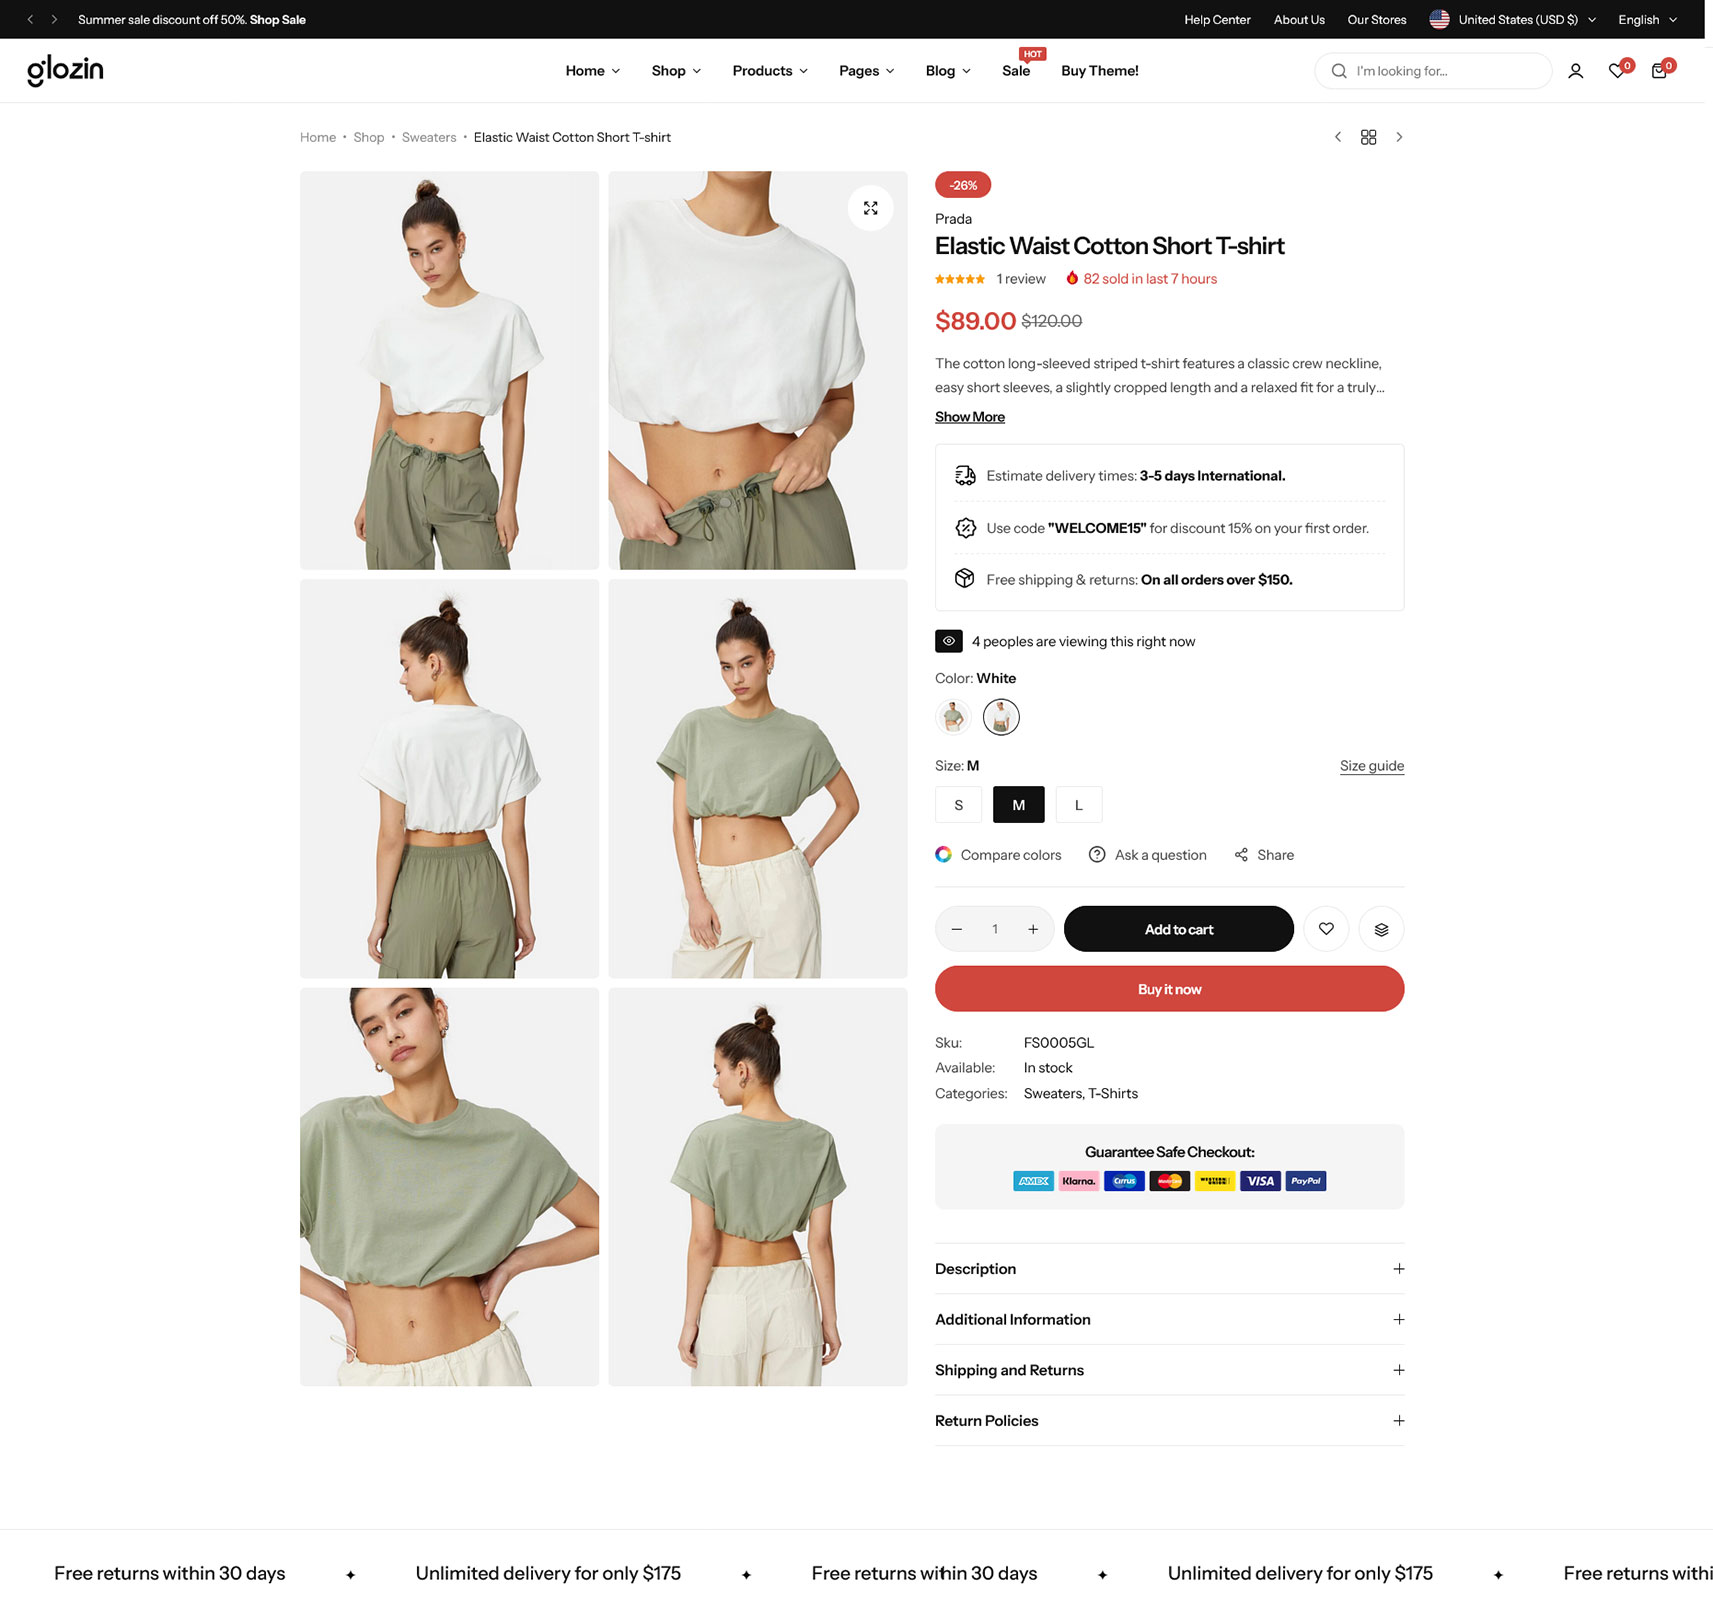 Summer sale discount off 50%. Shop Sale
Help Center About Us Our Stores United States (USD $) English
glozin
Home Shop Products Pages Blog Sale HOT Buy Theme!
I'm looking for...
0 0
Home • Shop • Sweaters • Elastic Waist Cotton Short T-shirt
-26%
Prada
Elastic Waist Cotton Short T-shirt
1 review 82 sold in last 7 hours
$89.00 $120.00
The cotton long-sleeved striped t-shirt features a classic crew neckline,
easy short sleeves, a slightly cropped length and a relaxed fit for a truly...
Show More
Estimate delivery times: 3-5 days International.
Use code "WELCOME15" for discount 15% on your first order.
Free shipping & returns: On all orders over $150.
4 peoples are viewing this right now
Color: White
Size: M Size guide
S M L
Compare colors Ask a question Share
1 Add to cart
Buy it now
Sku: FS0005GL
Available: In stock
Categories: Sweaters, T-Shirts
Guarantee Safe Checkout:
AMEX Klarna. Cirrus MasterCard WESTERN UNION VISA PayPal
Description
Additional Information
Shipping and Returns
Return Policies
Free returns within 30 days Unlimited delivery for only $175 Free returns within 30 days Unlimited delivery for only $175 Free returns withi